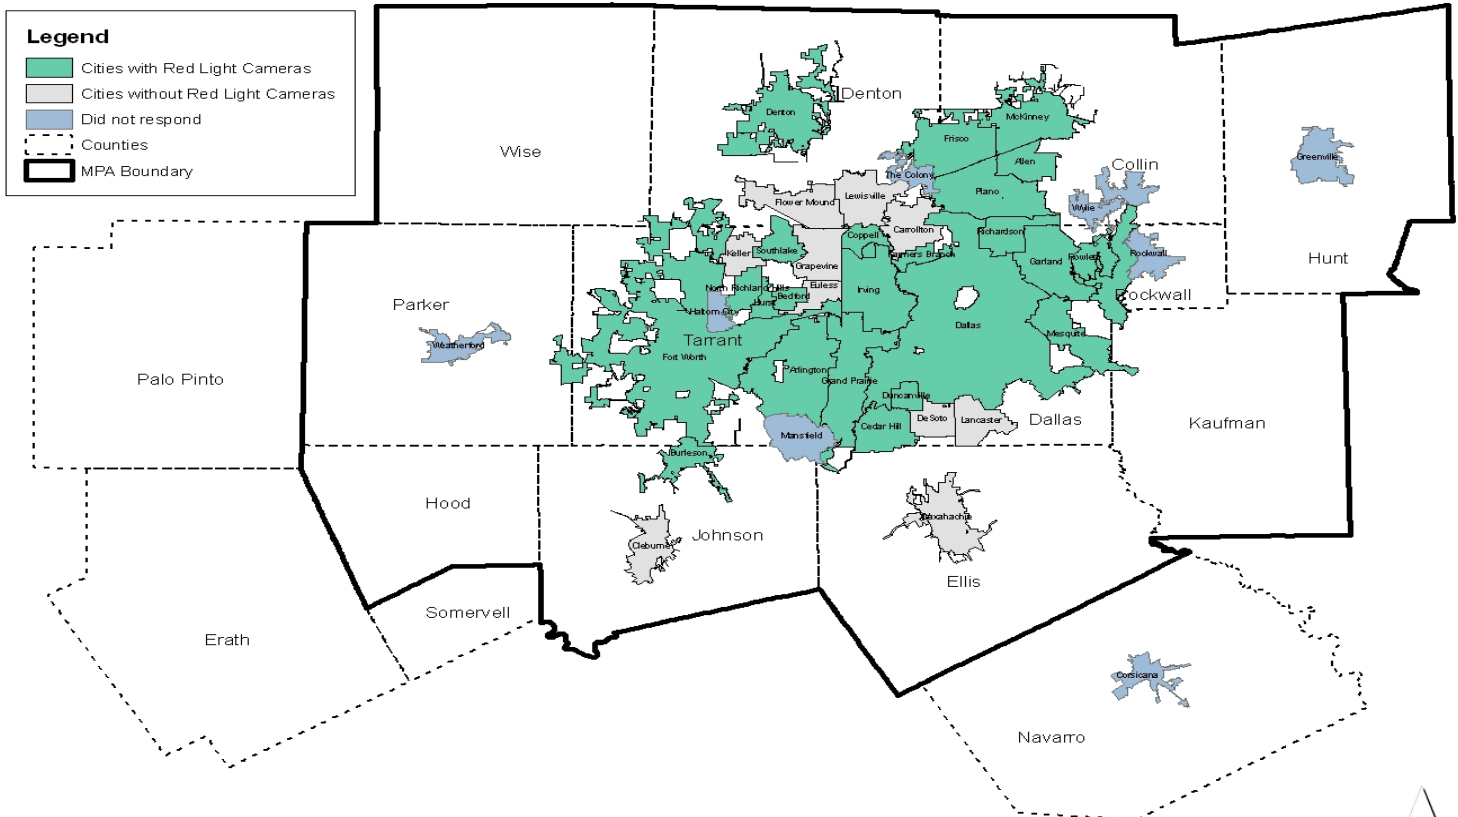 Legend
Cities with Red Light Cameras
Cities without Red Light Cameras
Did not respond
Counties
MPA Boundary
Denton
Denton
McKinney
Frisco
Wise
Allen
Collin
Greenville
The Colony
Plano
Lewisville
Flower Mound
Wylie
Carrollton
Richardson
Coppell
Southlake
Keller
Farmers Branch
Rockwall
Garland
Rowlett
Grapevine
Hunt
Euless
North Richland Hills
Irving
Bedford
Hurst
Rockwall
Parker
Haltom City
Dallas
Mesquite
Tarrant
Weatherford
Fort Worth
Palo Pinto
Arlington
Grand Prairie
Duncanville
De Soto
Lancaster
Dallas
Kaufman
Cedar Hill
Mansfield
Burleson
Hood
Waxahachie
Johnson
Cleburne
Ellis
Somervell
Erath
Corsicana
Navarro